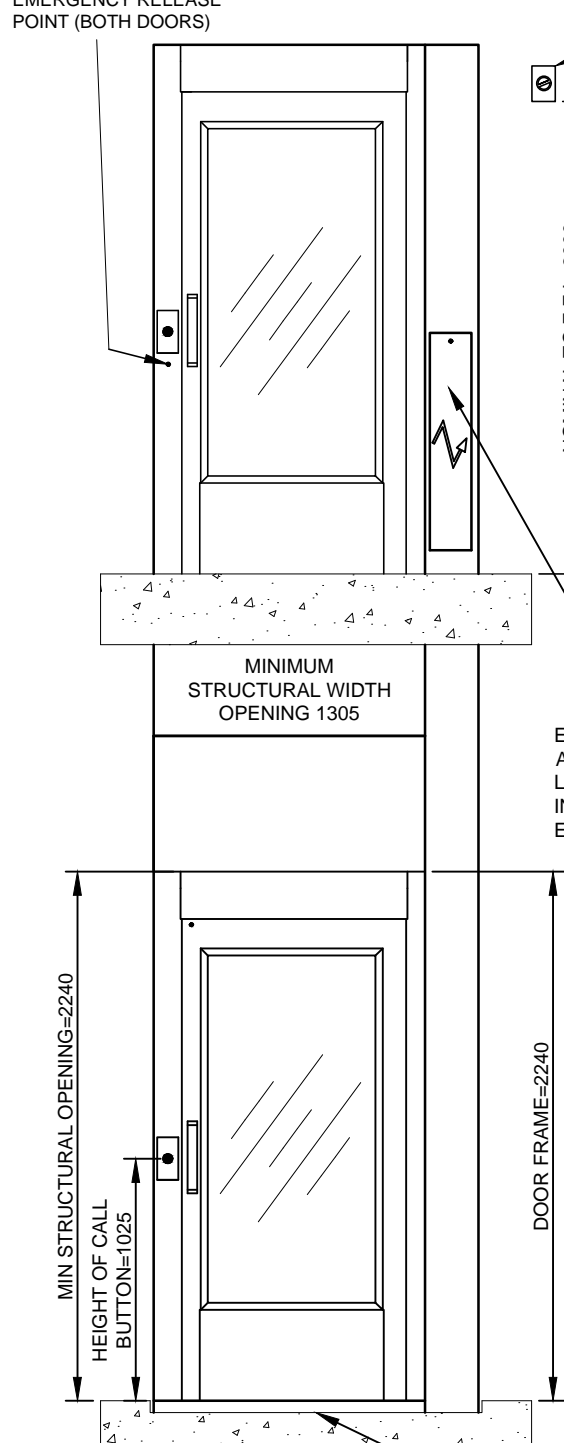 EMERGENCY RELEASE
POINT (BOTH DOORS)
MINIMUM
STRUCTURAL WIDTH
OPENING 1305
MIN STRUCTURAL OPENING=2240
HEIGHT OF CALL
BUTTON=1025
DOOR FRAME=2240